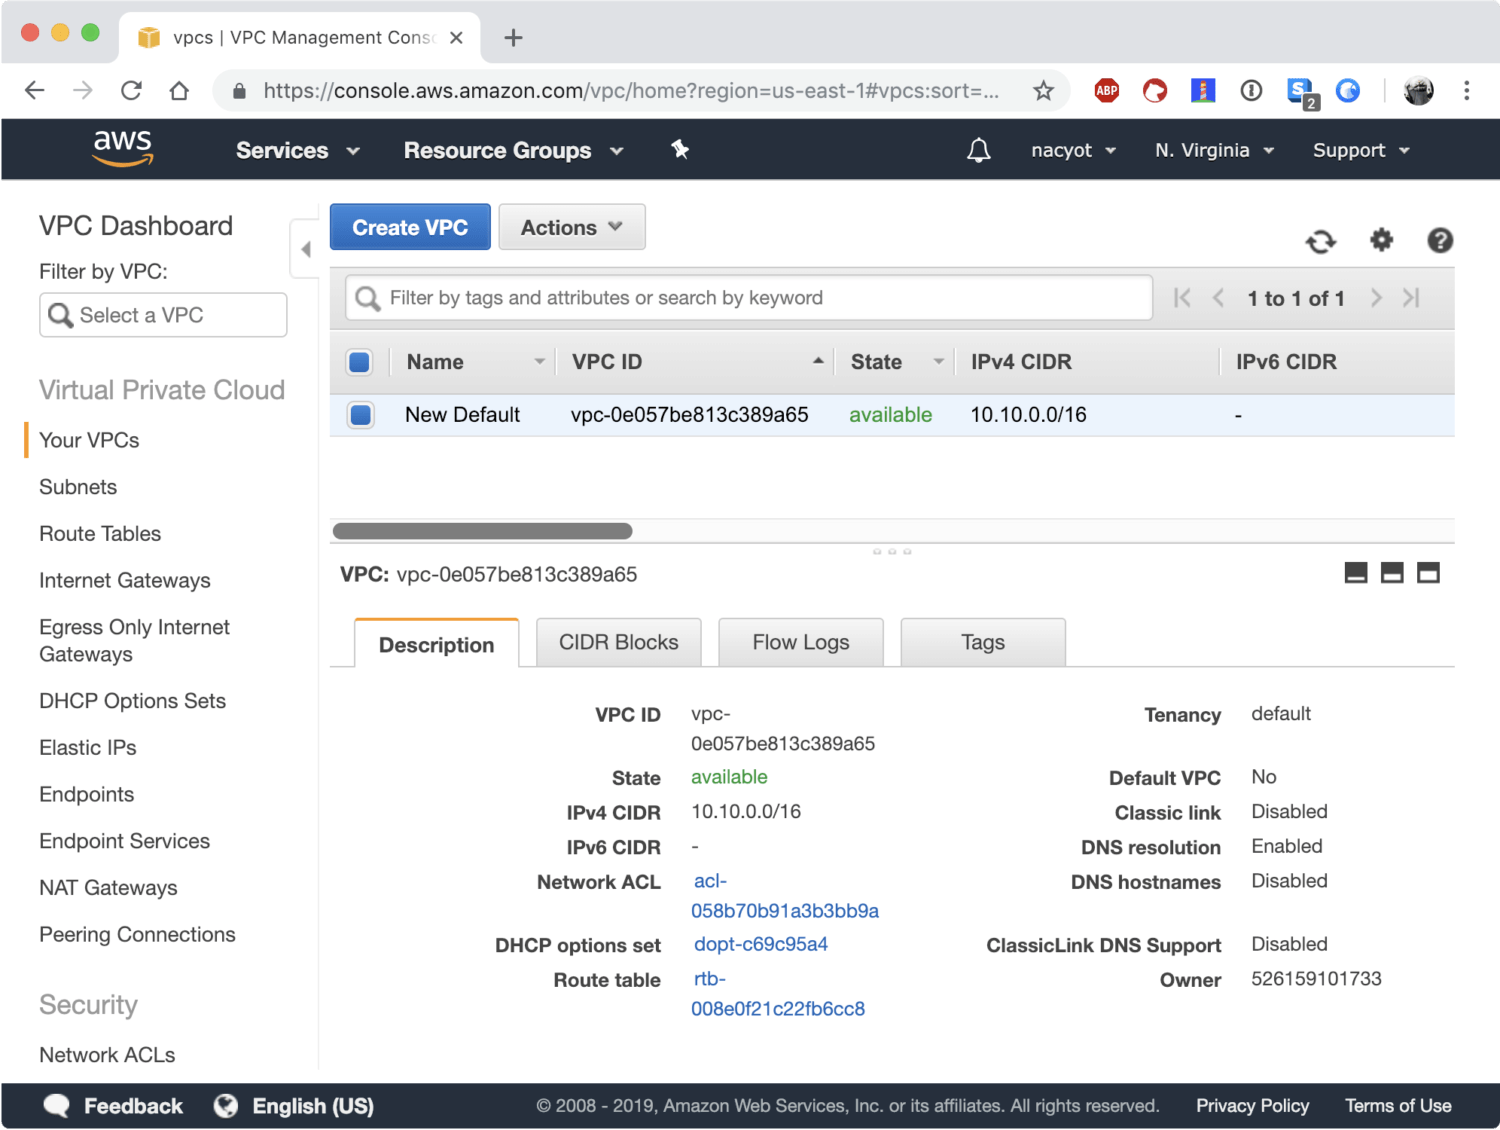 vpcs | VPC Management Conso
https://console.aws.amazon.com/vpc/home?region=us-east-1#vpcs:sort=...
ABP
S
2
aws
Services
Resource Groups
nacyot
N. Virginia
Support
VPC Dashboard
Filter by VPC:
Select a VPC
Virtual Private Cloud
Your VPCs
Subnets
Route Tables
Internet Gateways
Egress Only Internet
Gateways
DHCP Options Sets
Elastic IPs
Endpoints
Endpoint Services
NAT Gateways
Peering Connections
Security
Network ACLs
Create VPC
Actions
Filter by tags and attributes or search by keyword
1 to 1 of 1
Name VPC ID State IPv4 CIDR IPv6 CIDR
New Default vpc-0e057be813c389a65 available 10.10.0.0/16 -
VPC: vpc-0e057be813c389a65
Description CIDR Blocks Flow Logs Tags
VPC ID vpc-
0e057be813c389a65
State available
IPv4 CIDR 10.10.0.0/16
IPv6 CIDR -
Network ACL acl-
058b70b91a3b3bb9a
DHCP options set dopt-c69c95a4
Route table rtb-
008e0f21c22fb6cc8
Tenancy default
Default VPC No
Classic link Disabled
DNS resolution Enabled
DNS hostnames Disabled
ClassicLink DNS Support Disabled
Owner 526159101733
Feedback
English (US)
© 2008 - 2019, Amazon Web Services, Inc. or its affiliates. All rights reserved.
Privacy Policy
Terms of Use